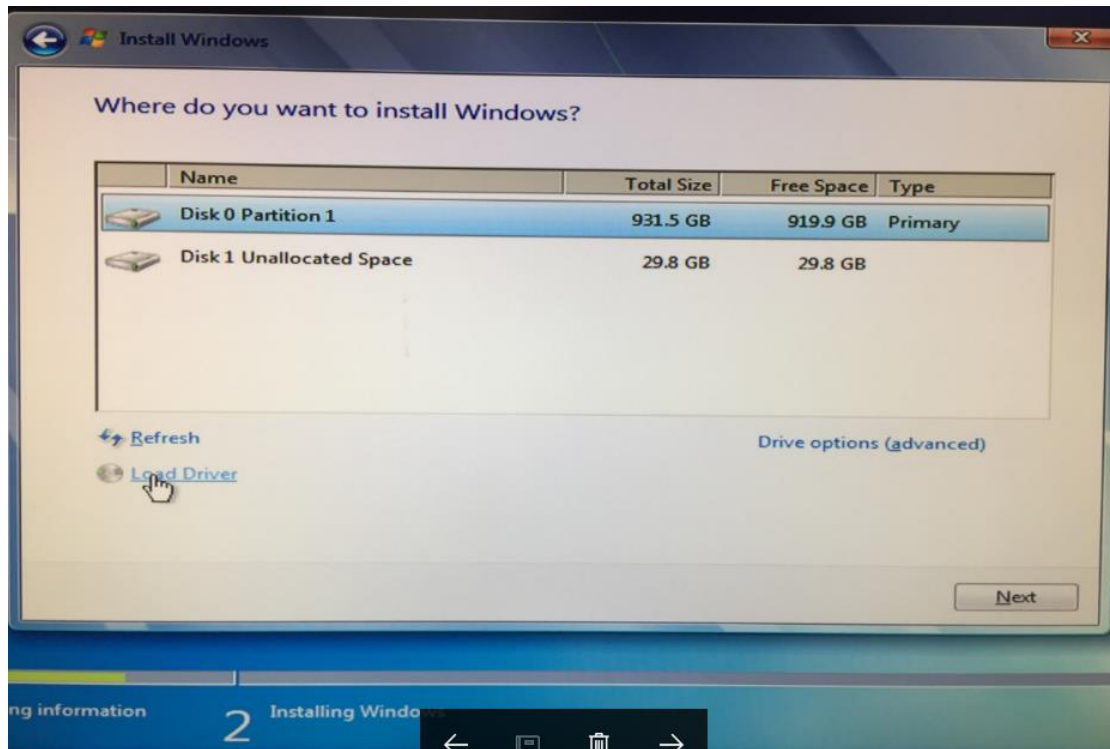 Install Windows
Where do you want to install Windows?
Name Total Size Free Space Type
Disk 0 Partition 1 931.5 GB 919.9 GB Primary
Disk 1 Unallocated Space 29.8 GB 29.8 GB
Refresh Drive options (advanced)
Load Driver
Next
ng information 2 Installing Windows